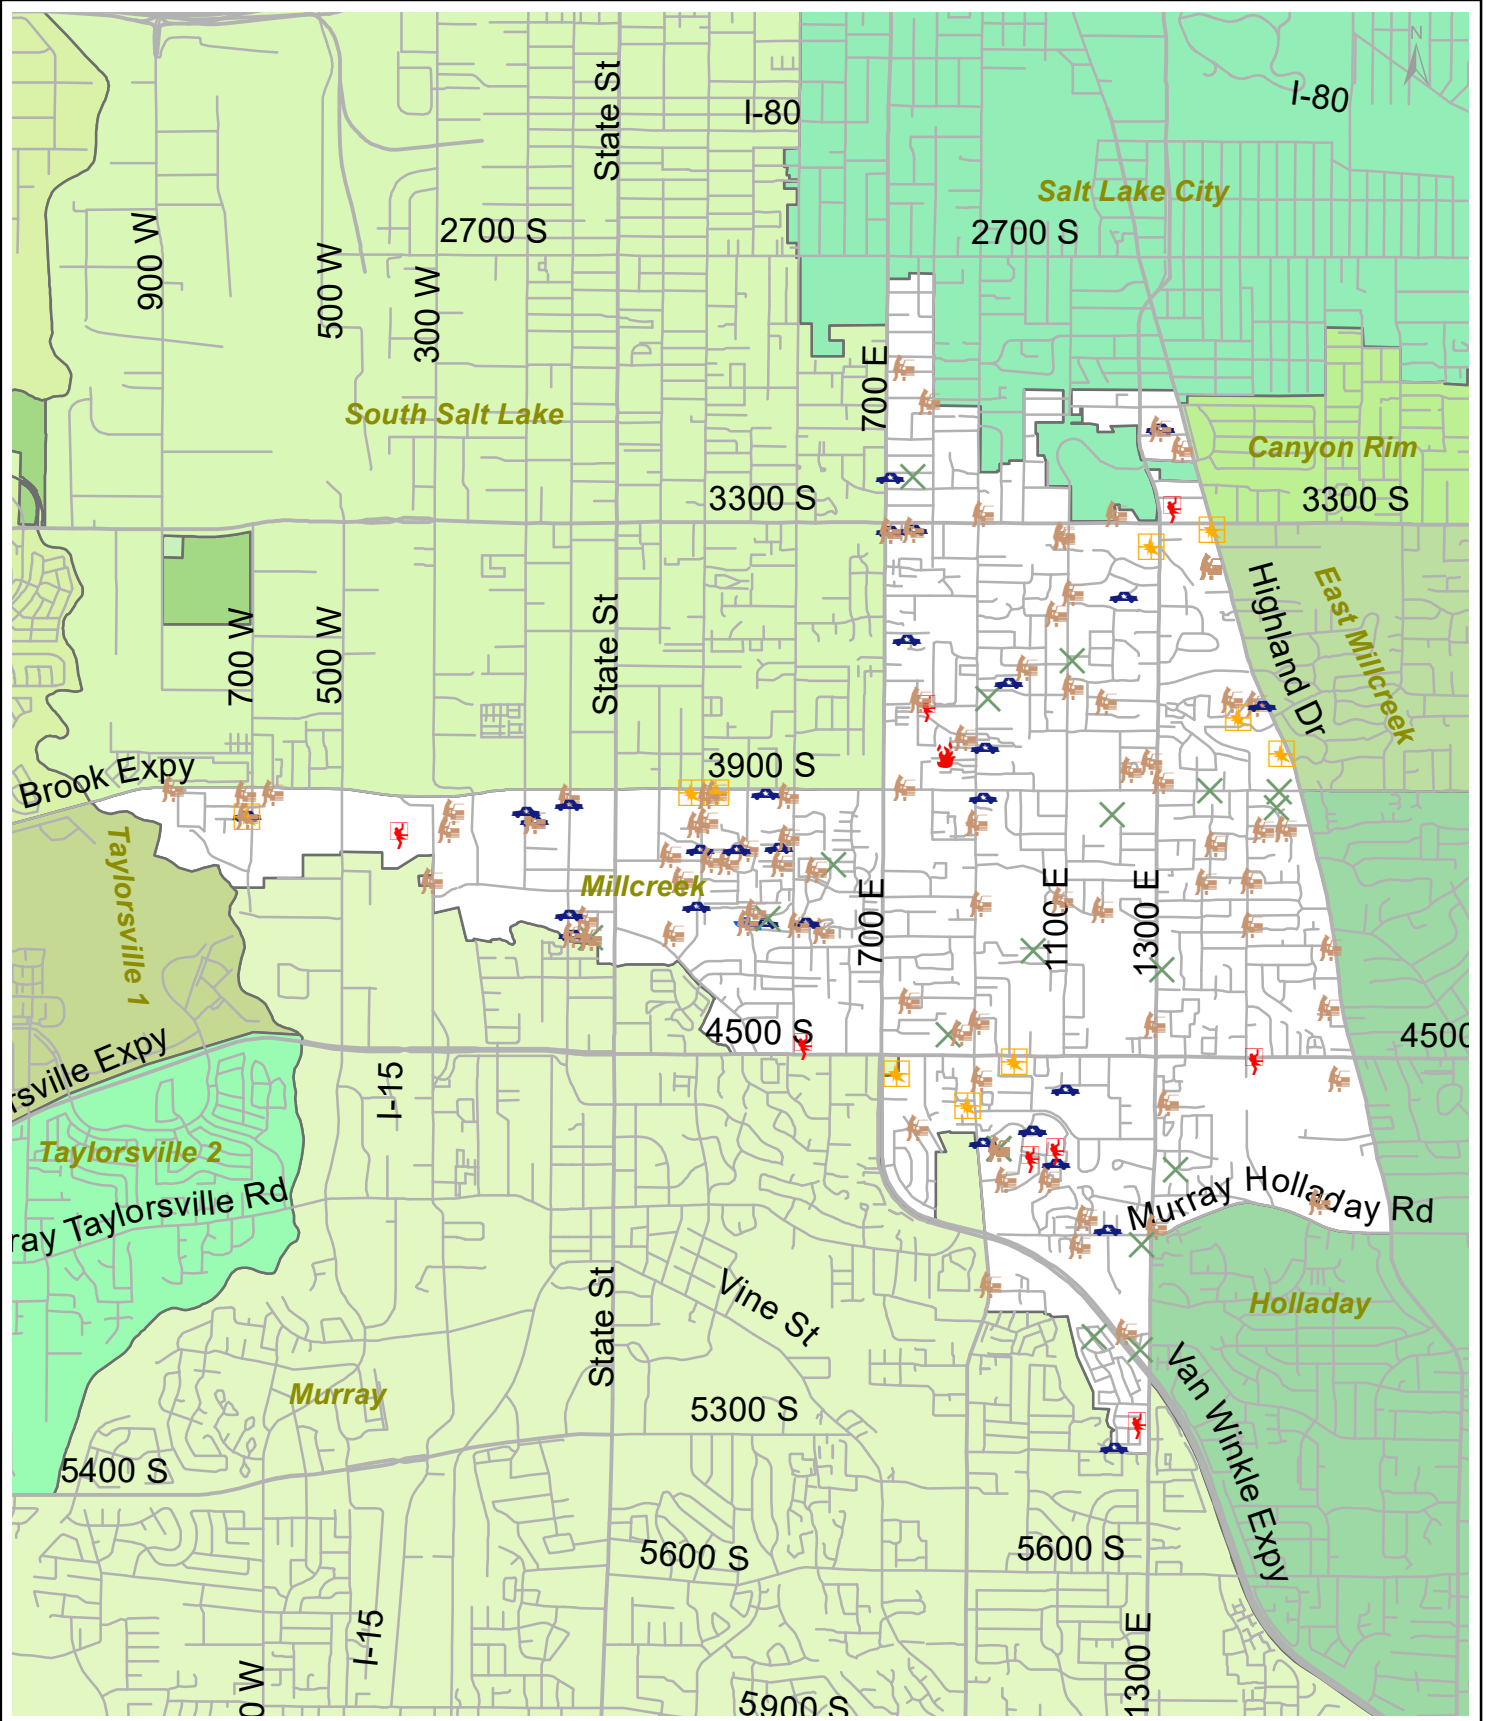 N
I-80
State St
I-80
Salt Lake City
2700 S
2700 S
900 W
500 W
300 W
700 E
South Salt Lake
Canyon Rim
3300 S
3300 S
Highland Dr
East Millcreek
700 W
500 W
State St
Brook Expy
3900 S
Taylorsville 1
Millcreek
700 E
1100 E
1300 E
4500 S
4500
rsville Expy
I-15
Taylorsville 2
ray Taylorsville Rd
Murray Holladay Rd
State St
Vine St
Holladay
Van Winkle Expy
Murray
5300 S
5400 S
5600 S
5600 S
I-15
0 W
1300 E
5900 S